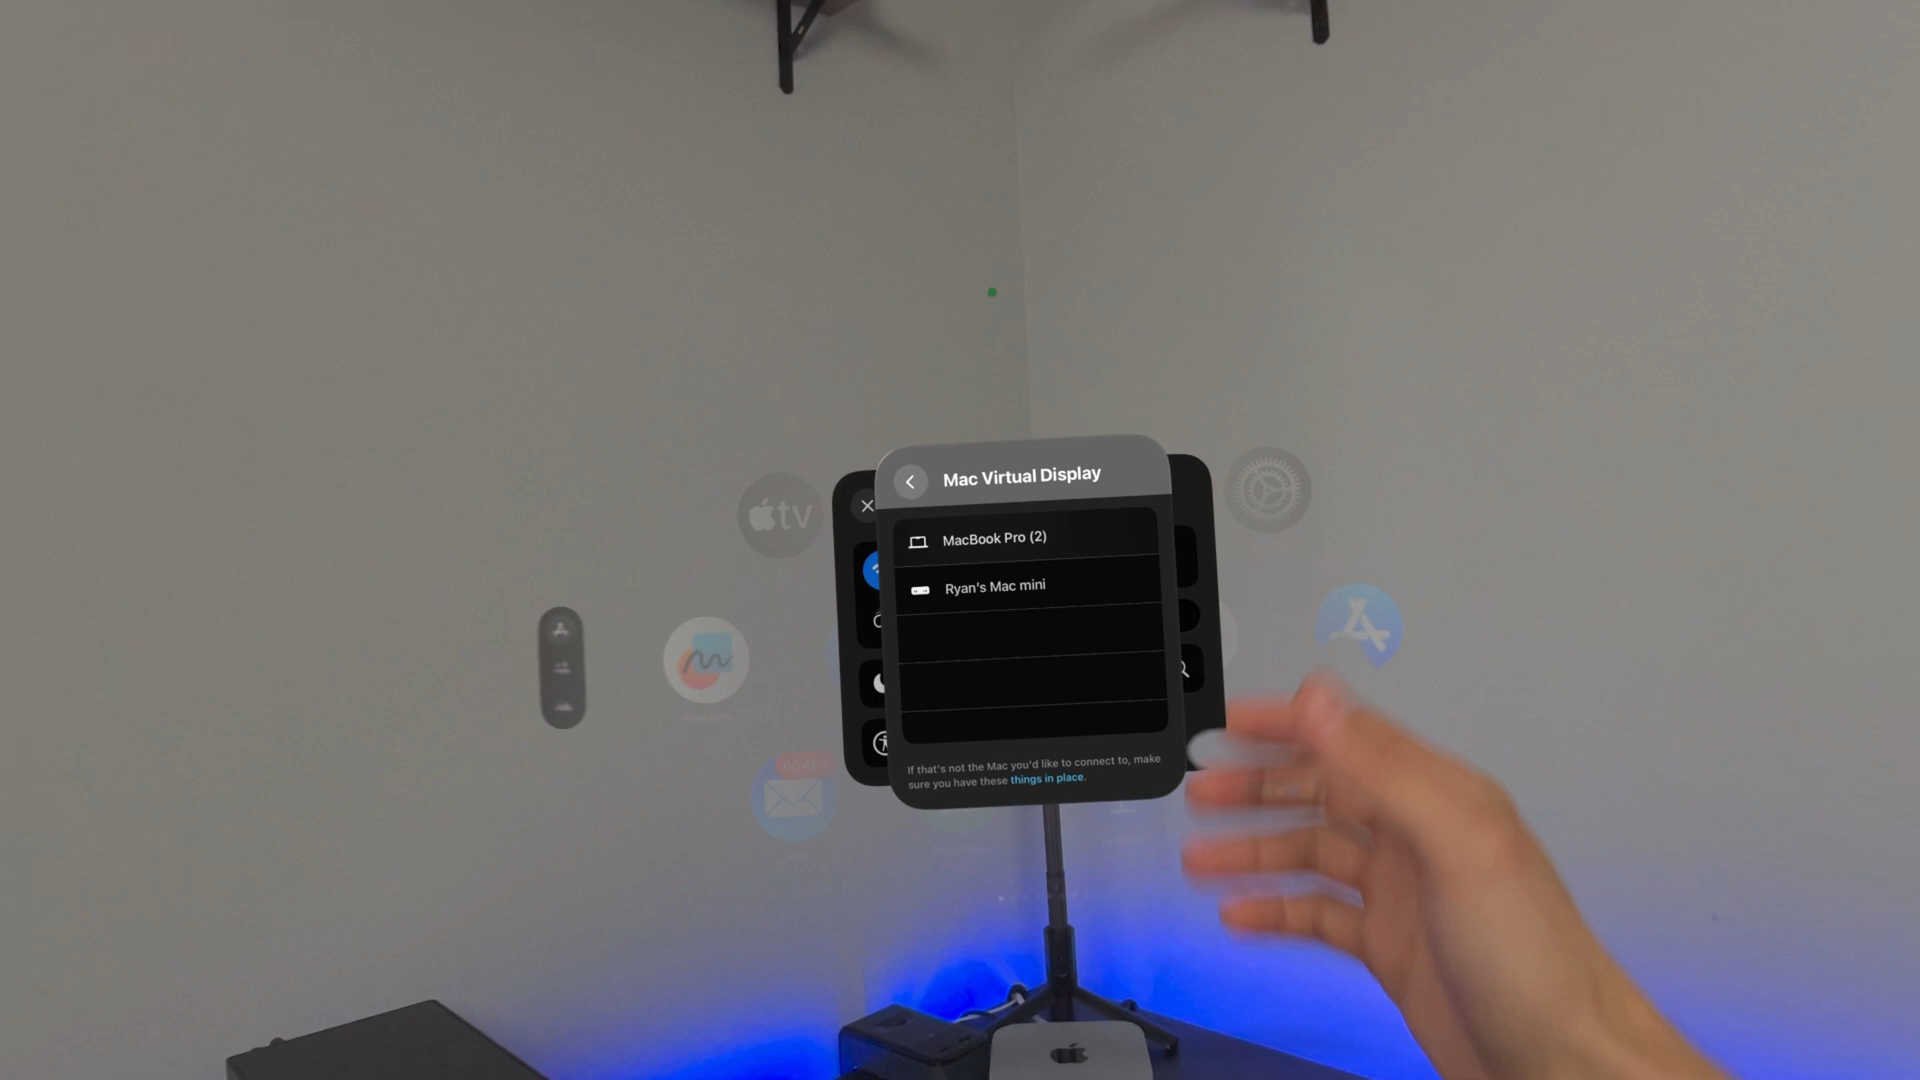 Mac Virtual Display
tv
MacBook Pro (2)
Ryan's Mac mini
If that's not the Mac you'd like to connect to, make
sure you have these things in place.